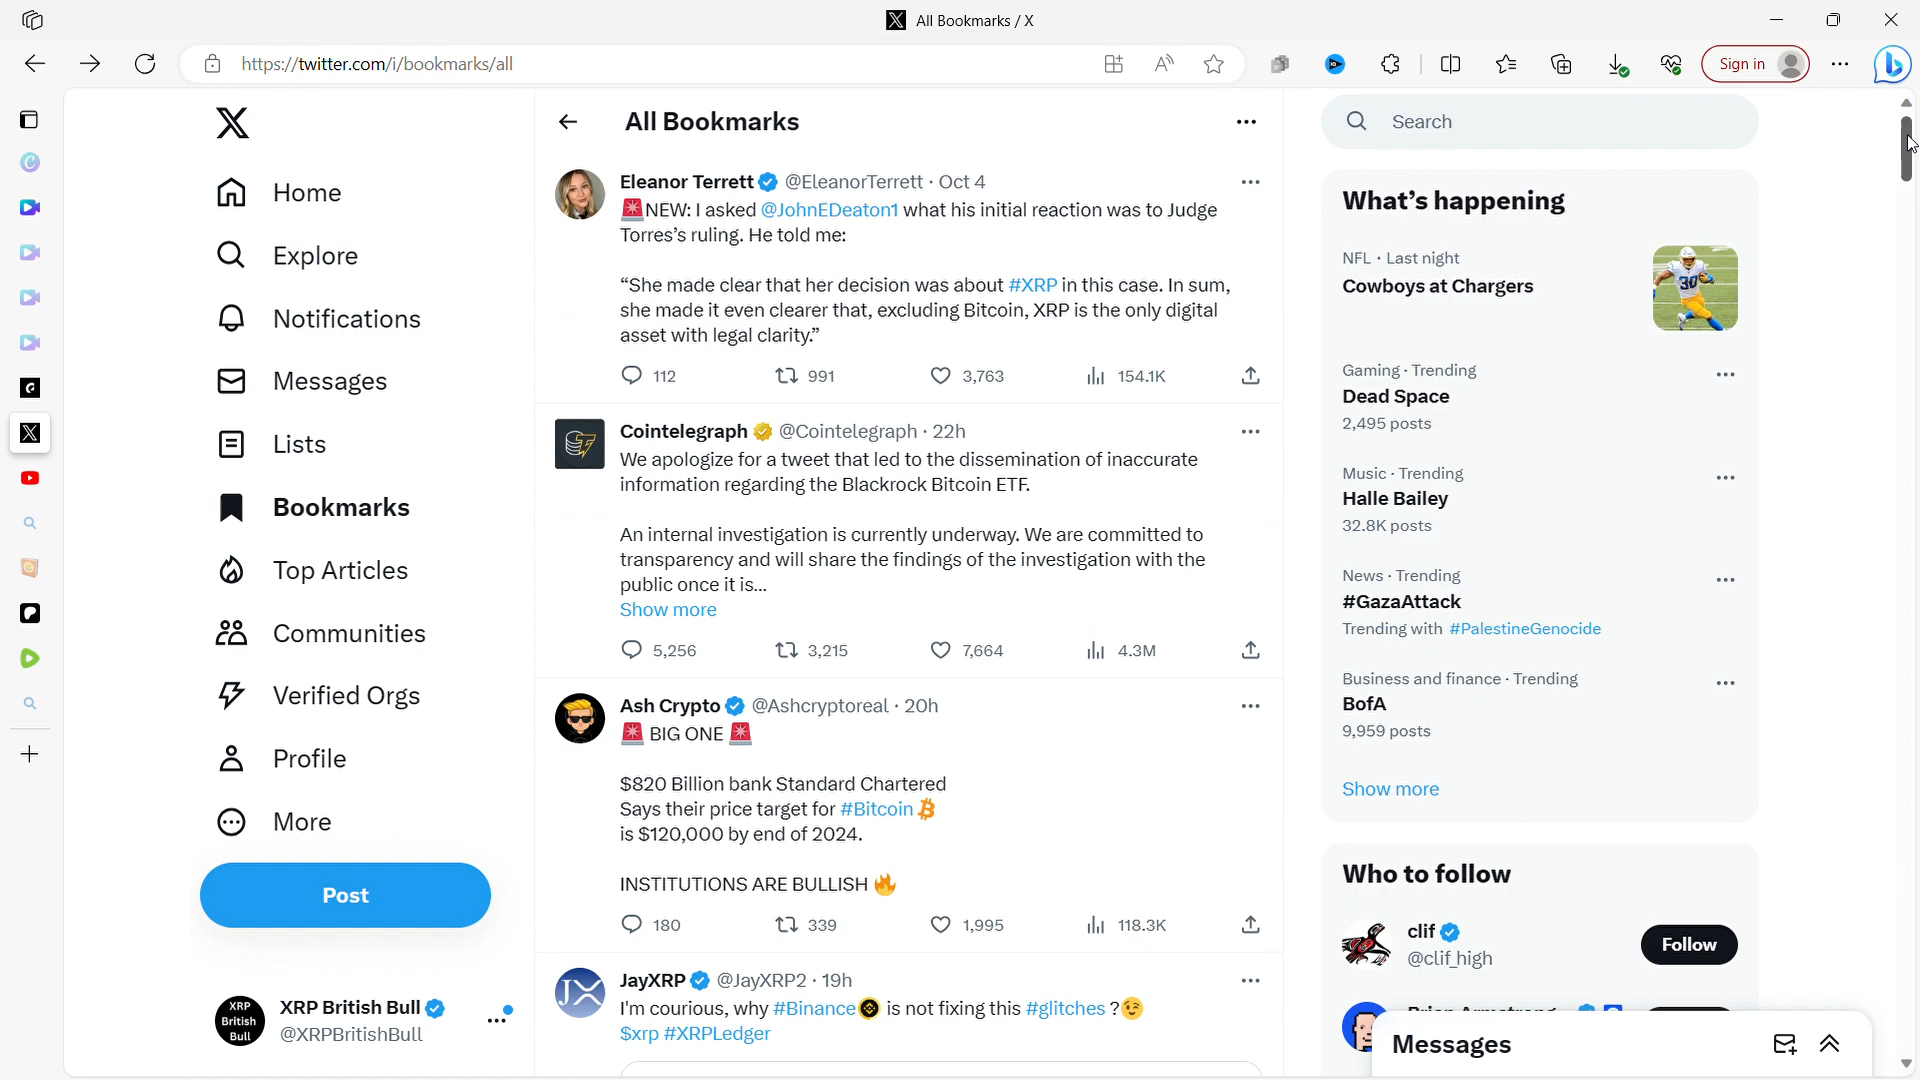 All Bookmarks / X
https://twitter.com/i/bookmarks/all
Sign in
Home
Explore
Notifications
Messages
Lists
Bookmarks
Top Articles
Communities
Verified Orgs
Profile
More
Post
XRP British Bull
XRP British Bull
@XRPBritishBull
All Bookmarks
Eleanor Terrett @EleanorTerrett · Oct 4
🚨NEW: I asked @JohnEDeaton1 what his initial reaction was to Judge
Torres’s ruling. He told me:
“She made clear that her decision was about #XRP in this case. In sum,
she made it even clearer that, excluding Bitcoin, XRP is the only digital
asset with legal clarity.”
112 991 3,763 154.1K
Cointelegraph @Cointelegraph · 22h
We apologize for a tweet that led to the dissemination of inaccurate
information regarding the Blackrock Bitcoin ETF.
An internal investigation is currently underway. We are committed to
transparency and will share the findings of the investigation with the
public once it is...
Show more
5,256 3,215 7,664 4.3M
Ash Crypto @Ashcryptoreal · 20h
🚨 BIG ONE 🚨
$820 Billion bank Standard Chartered
Says their price target for #Bitcoin
is $120,000 by end of 2024.
INSTITUTIONS ARE BULLISH 🔥
180 339 1,995 118.3K
JayXRP @JayXRP2 · 19h
I'm courious, why #Binance is not fixing this #glitches ?😉
$xrp #XRPLedger
Search
What’s happening
NFL · Last night
Cowboys at Chargers
30
Gaming · Trending
Dead Space
2,495 posts
Music · Trending
Halle Bailey
32.8K posts
News · Trending
#GazaAttack
Trending with #PalestineGenocide
Business and finance · Trending
BofA
9,959 posts
Show more
Who to follow
clif
@clif_high
Follow
Messages